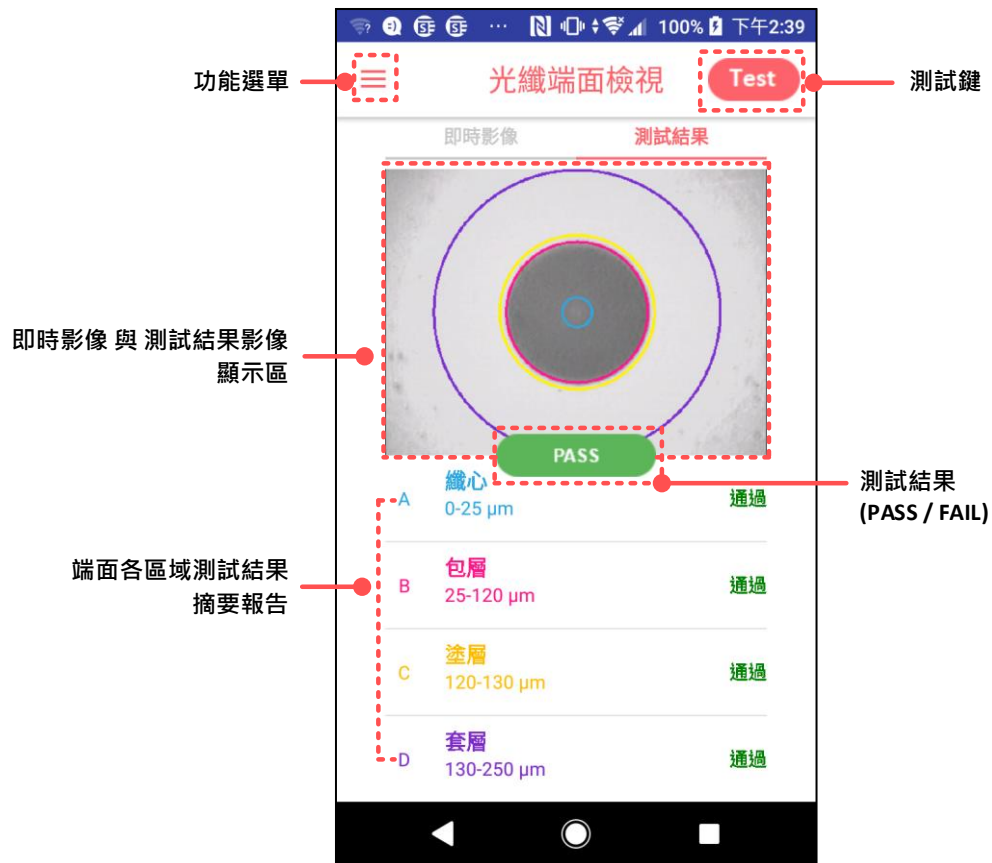 100% 下午2:39
功能選單
光纖端面檢視
Test
測試鍵
即時影像
測試結果
即時影像 與 測試結果影像
顯示區
PASS
測試結果
(PASS / FAIL)
端面各區域測試結果
摘要報告
A
纖心
0-25 µm
通過
B
包層
25-120 µm
通過
C
塗層
120-130 µm
通過
D
套層
130-250 µm
通過